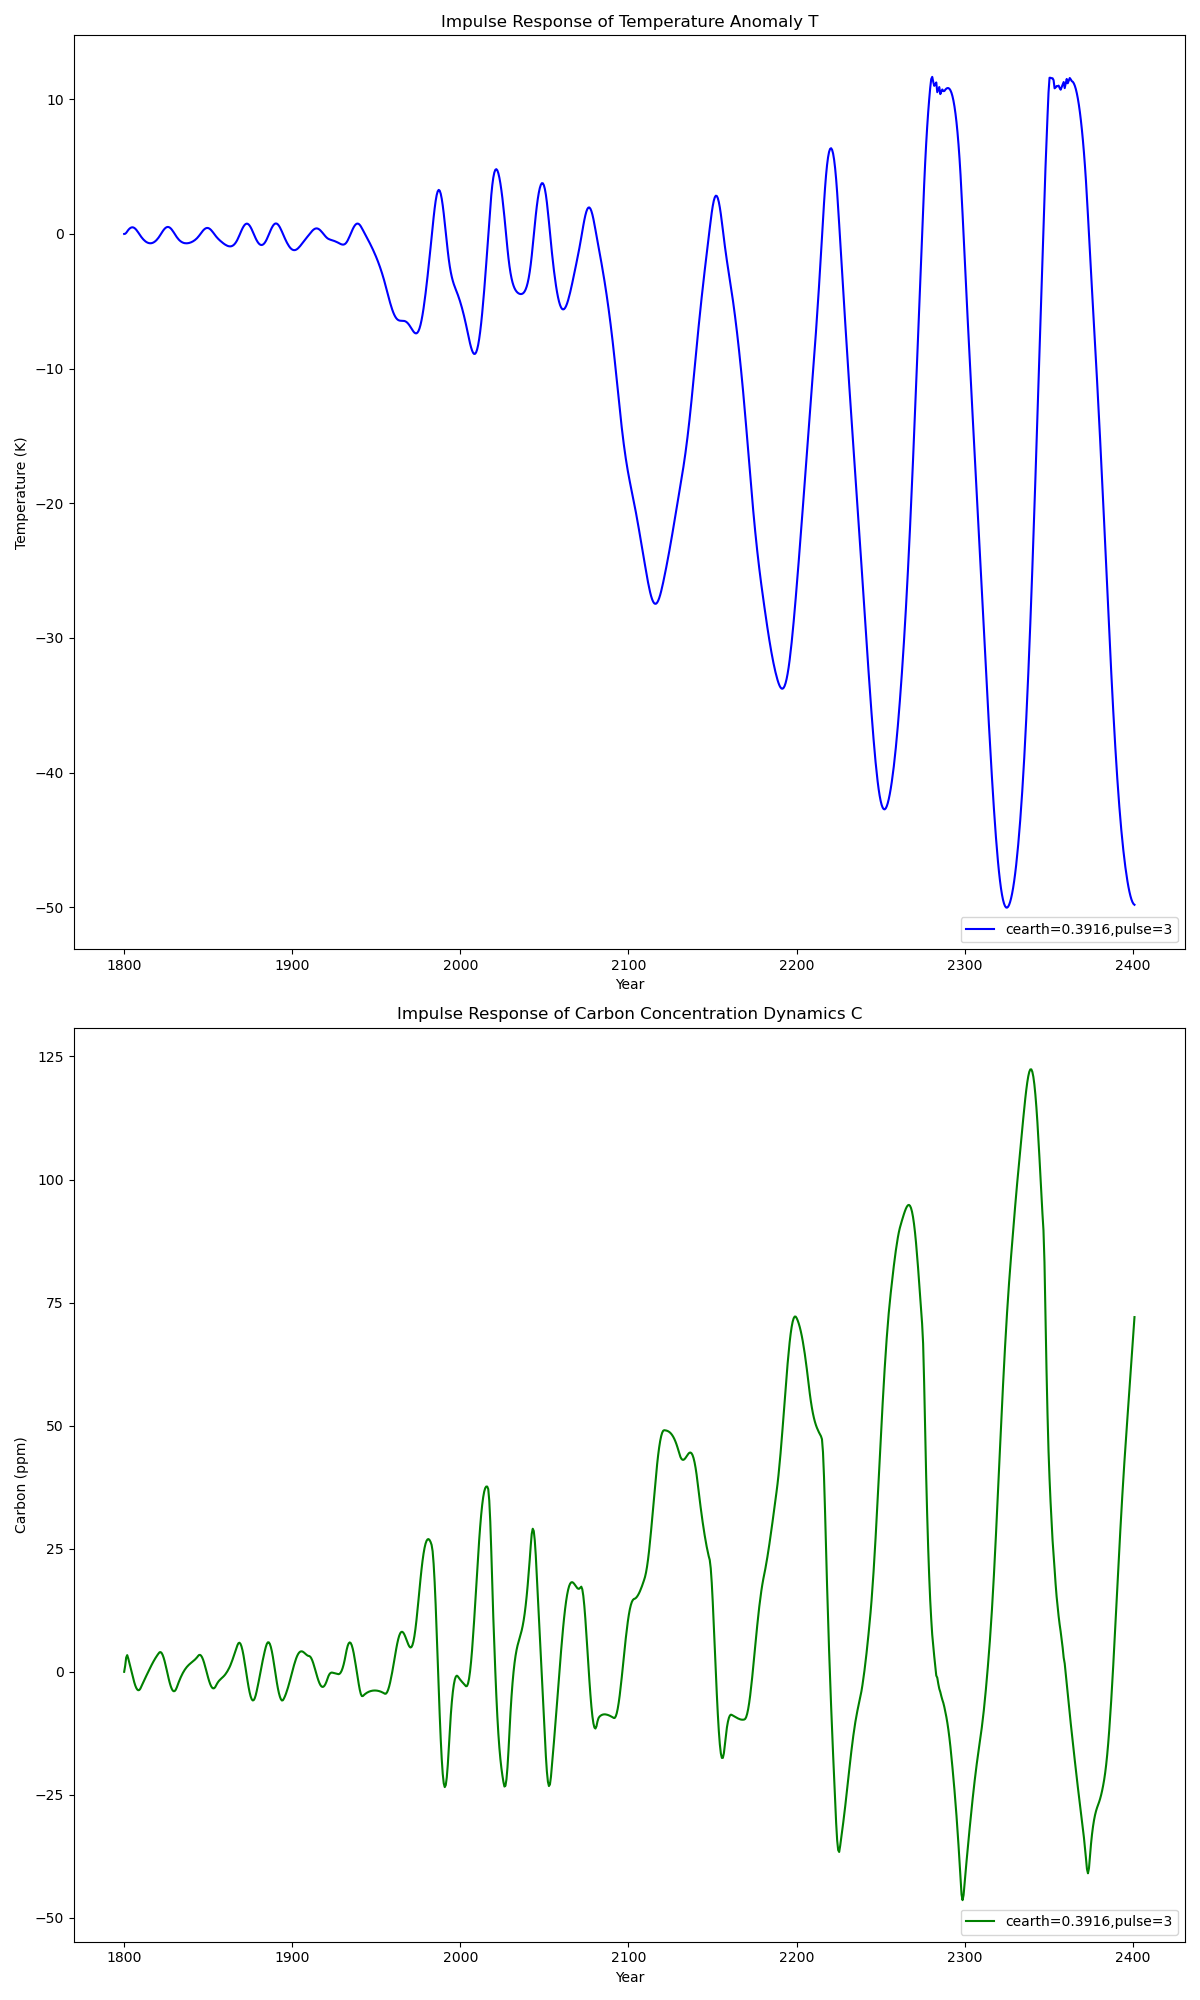 Impulse Response of Temperature Anomaly T
Temperature (K)
10
0
−10
−20
−30
−40
−50
cearth=0.3916,pulse=3
1800 1900 2000 2100 2200 2300 2400
Year
Impulse Response of Carbon Concentration Dynamics C
Carbon (ppm)
125
100
75
50
25
0
−25
−50
cearth=0.3916,pulse=3
1800 1900 2000 2100 2200 2300 2400
Year